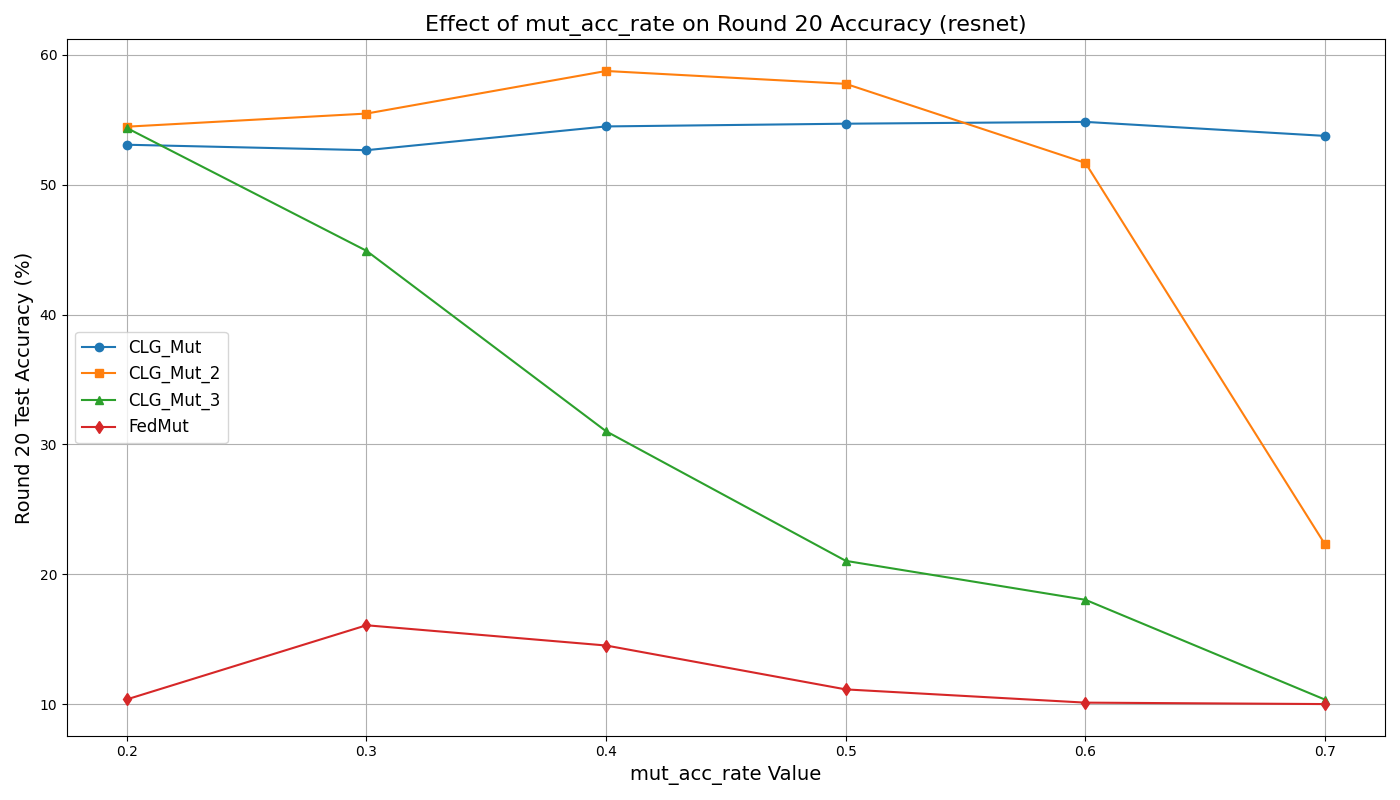 Effect of mut_acc_rate on Round 20 Accuracy (resnet)
Round 20 Test Accuracy (%)
60
50
40
30
20
10
CLG_Mut
CLG_Mut_2
CLG_Mut_3
FedMut
0.2 0.3 0.4 0.5 0.6 0.7
mut_acc_rate Value